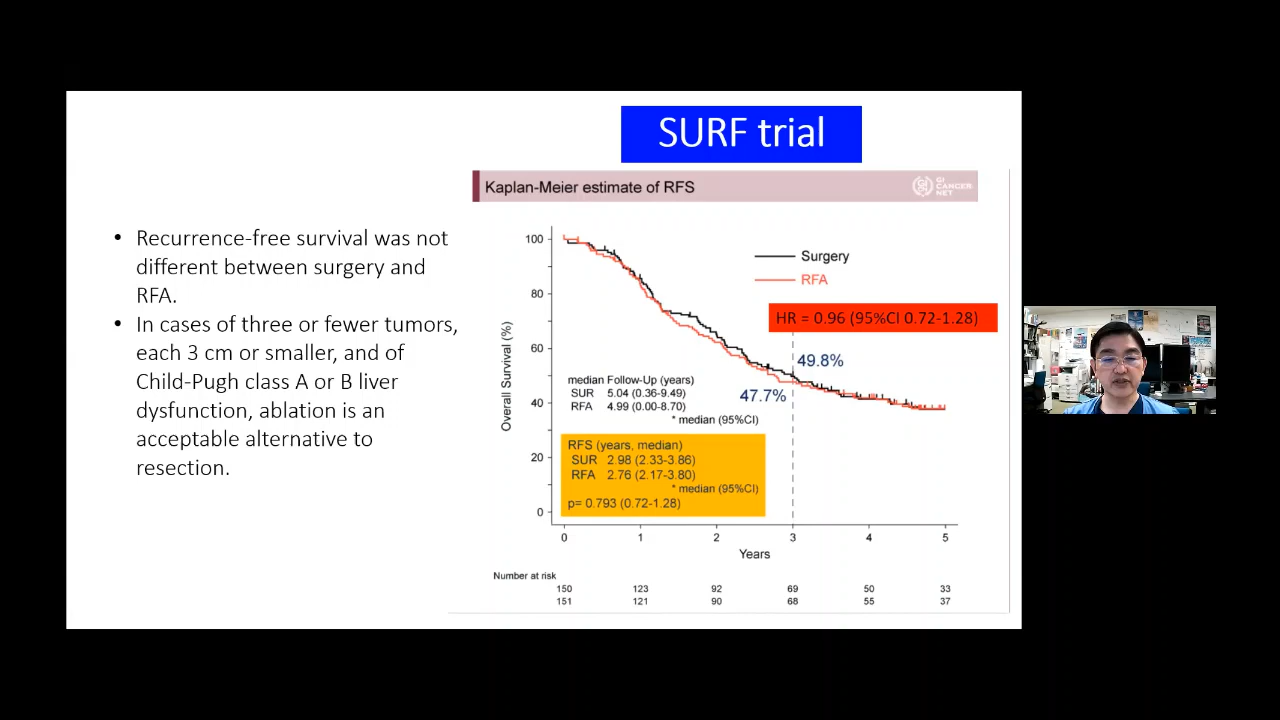 SURF trial
Kaplan-Meier estimate of RFS
GI
CANCER
NET
• Recurrence-free survival was not
different between surgery and
RFA.
• In cases of three or fewer tumors,
each 3 cm or smaller, and of
Child-Pugh class A or B liver
dysfunction, ablation is an
acceptable alternative to
resection.
100
80
60
40
20
0
Overall Survival (%)
Surgery
RFA
HR = 0.96 (95%CI 0.72-1.28)
49.8%
47.7%
median Follow-Up (years)
SUR 5.04 (0.36-9.49)
RFA 4.99 (0.00-8.70)
* median (95%CI)
RFS (years, median)
SUR 2.98 (2.33-3.86)
RFA 2.76 (2.17-3.80)
* median (95%CI)
p= 0.793 (0.72-1.28)
0 1 2 3 4 5
Years
Number at risk
150 123 92 69 50 33
151 121 90 68 55 37